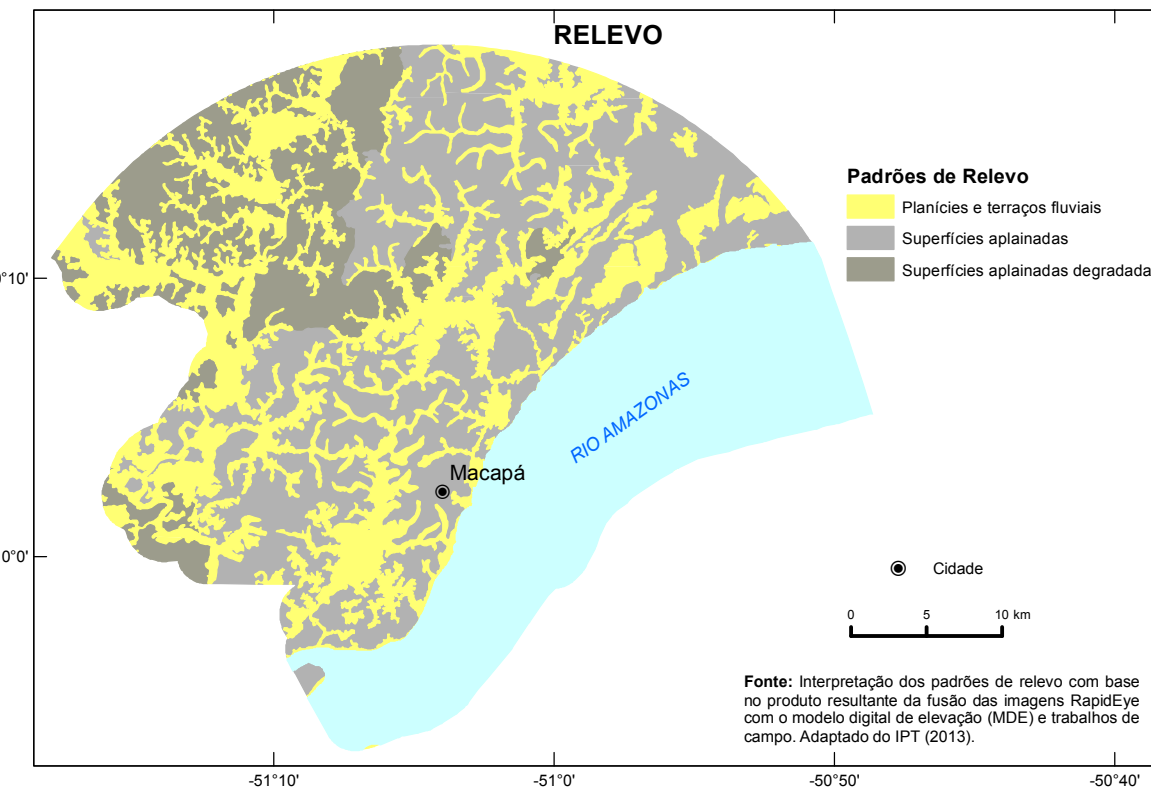 RELEVO
Padrões de Relevo
Planícies e terraços fluviais
Superfícies aplainadas
Superfícies aplainadas degradada
°10'
RIO AMAZONAS
Macapá
0°0'
Cidade
0 5 10 km
Fonte: Interpretação dos padrões de relevo com base
no produto resultante da fusão das imagens RapidEye
com o modelo digital de elevação (MDE) e trabalhos de
campo. Adaptado do IPT (2013).
-51°10' -51°0' -50°50' -50°40'